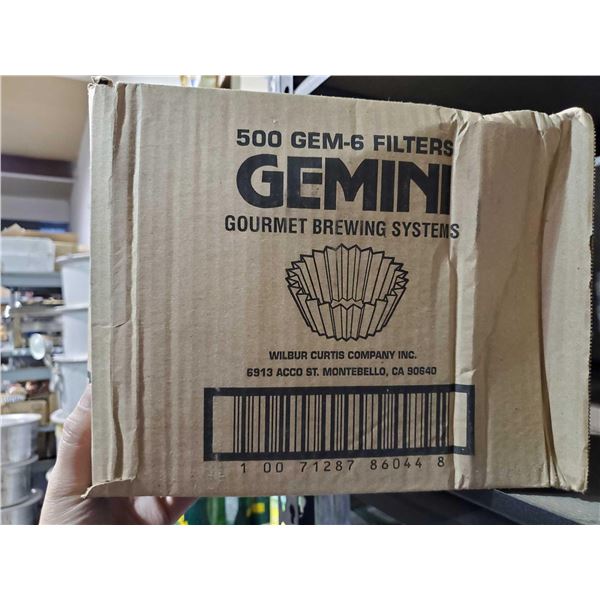 500 GEM-6 FILTERS
GEMINI
GOURMET BREWING SYSTEMS
WILBUR CURTIS COMPANY INC.
6913 ACCO ST. MONTEBELLO, CA 90640
1 00 71287 86044 8